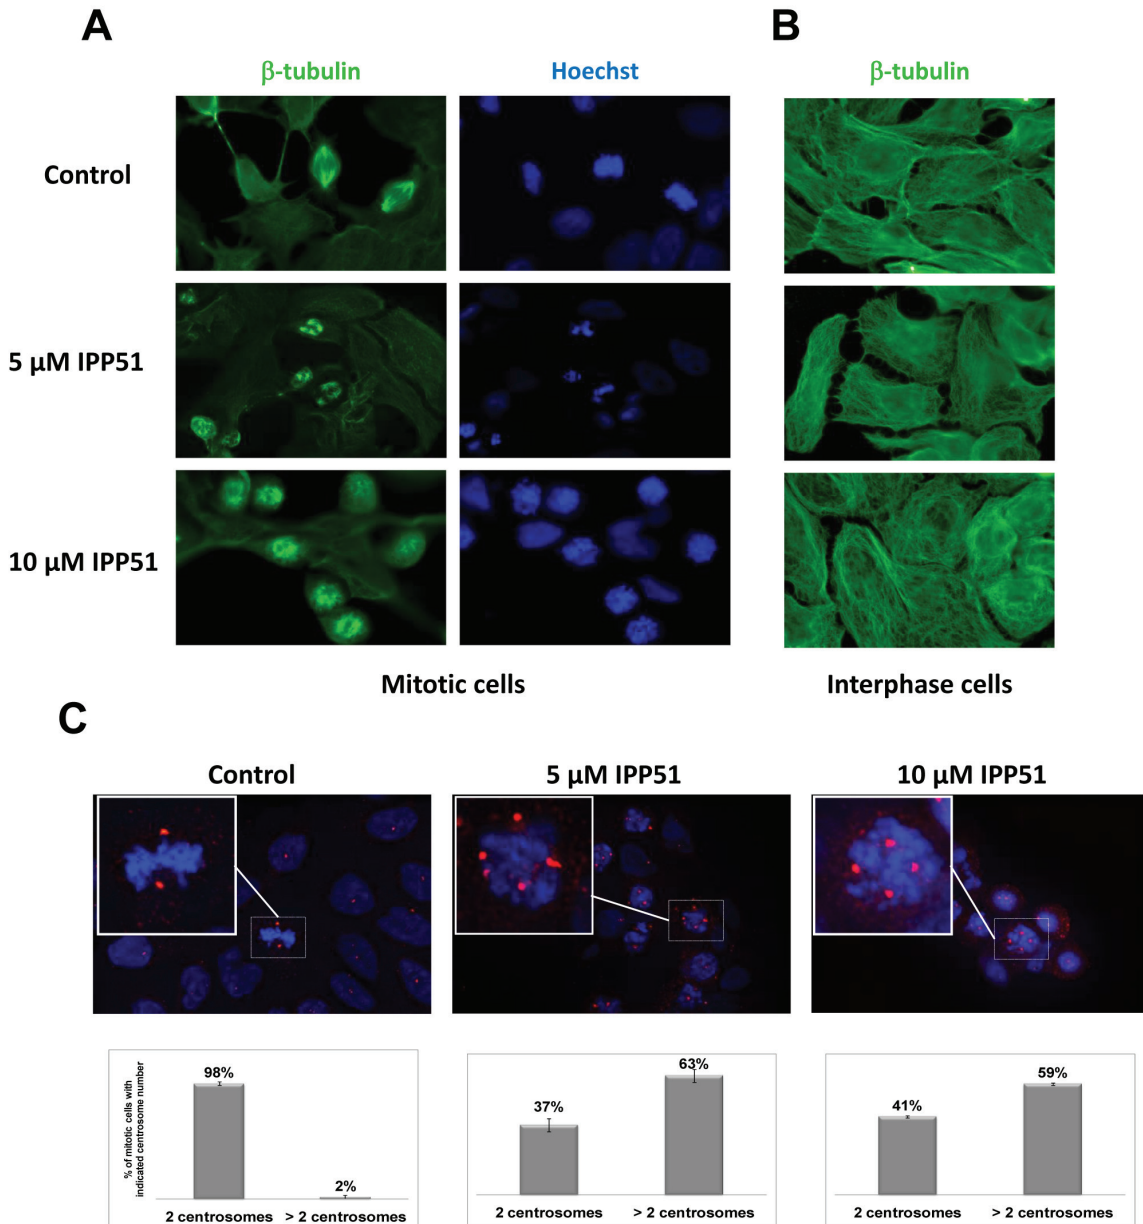 A
B
β-tubulin
Hoechst
β-tubulin
Control
5 µM IPP51
10 µM IPP51
Mitotic cells
Interphase cells
C
Control
5 µM IPP51
10 µM IPP51
% of mitotic cells with
indicated centrosome number
98%
2%
2 centrosomes
> 2 centrosomes
37%
63%
2 centrosomes
> 2 centrosomes
41%
59%
2 centrosomes
> 2 centrosomes